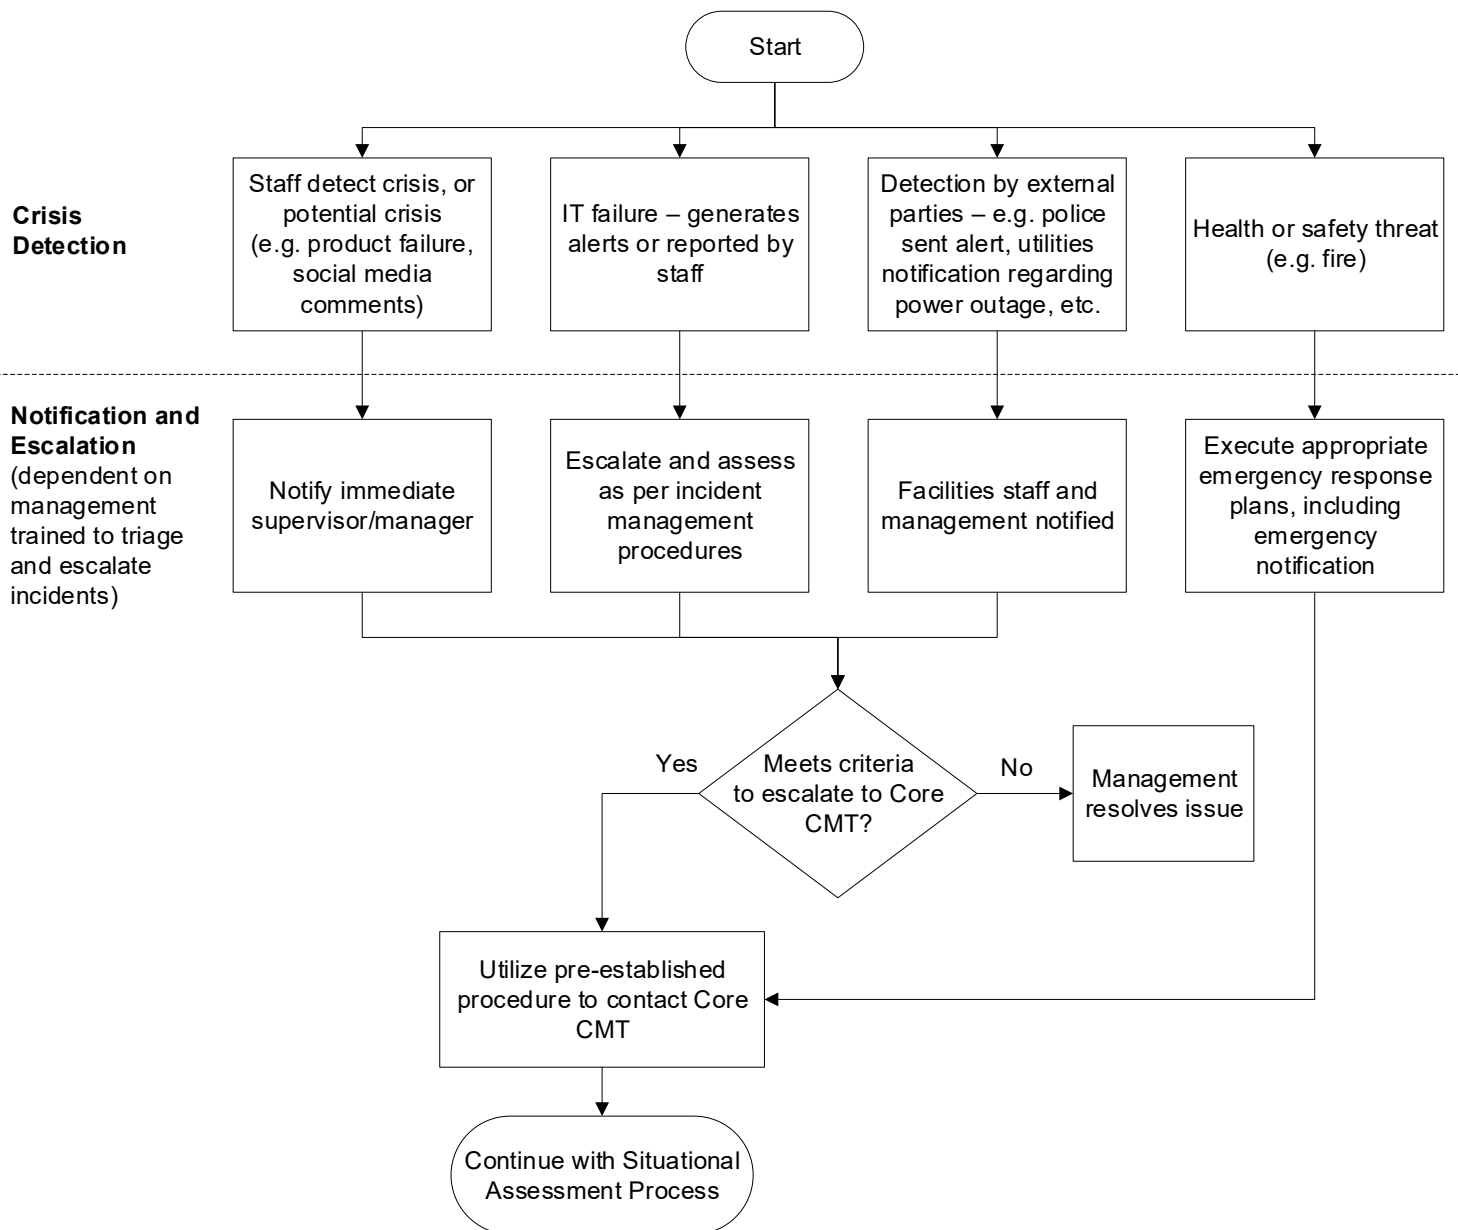 Start
Crisis
Detection
Staff detect crisis, or
potential crisis
(e.g. product failure,
social media
comments)
IT failure – generates
alerts or reported by
staff
Detection by external
parties – e.g. police
sent alert, utilities
notification regarding
power outage, etc.
Health or safety threat
(e.g. fire)
Notification and
Escalation
(dependent on
management
trained to triage
and escalate
incidents)
Notify immediate
supervisor/manager
Escalate and assess
as per incident
management
procedures
Facilities staff and
management notified
Execute appropriate
emergency response
plans, including
emergency
notification
Yes
Meets criteria
to escalate to Core
CMT?
No
Management
resolves issue
Utilize pre-established
procedure to contact Core
CMT
Continue with Situational
Assessment Process